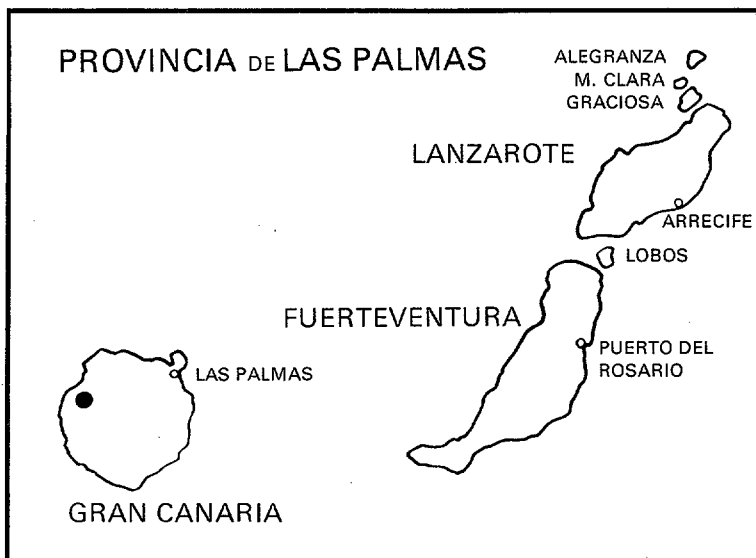 PROVINCIA DE LAS PALMAS
ALEGRANZA
M. CLARA
GRACIOSA
LANZAROTE
ARRECIFE
LOBOS
FUERTEVENTURA
PUERTO DEL
ROSARIO
LAS PALMAS
GRAN CANARIA